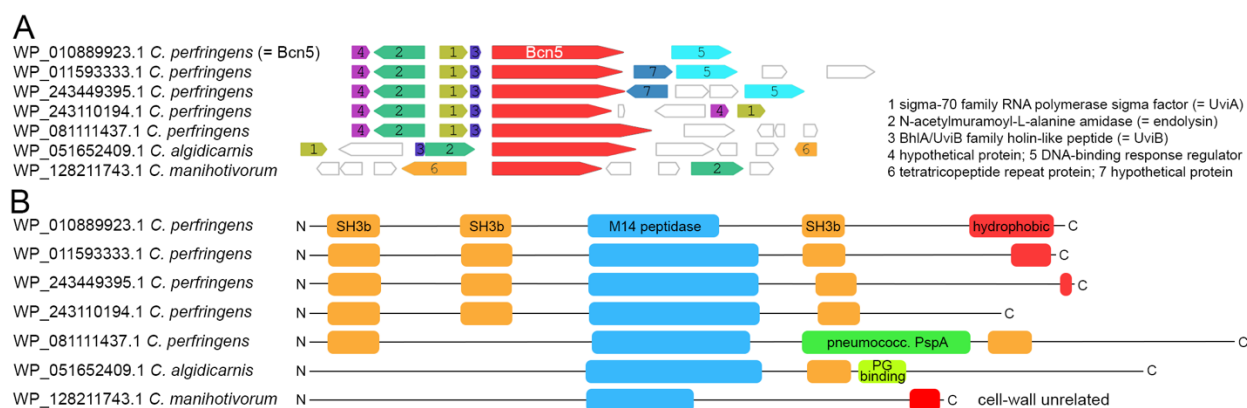 A
WP_010889923.1 C. perfringens (= Bcn5) 4 2 1 3 Bcn5 5
WP_011593333.1 C. perfringens 4 2 1 3 7 5
WP_243449395.1 C. perfringens 4 2 1 3 7 5
WP_243110194.1 C. perfringens 4 2 1 3 4 1
WP_081111437.1 C. perfringens 4 2 1 3
WP_051652409.1 C. algidicarnis 1 3 2 6
WP_128211743.1 C. manihotivorum 6 2
1 sigma-70 family RNA polymerase sigma factor (= UviA)
2 N-acetylmuramoyl-L-alanine amidase (= endolysin)
3 BhlA/UviB family holin-like peptide (= UviB)
4 hypothetical protein; 5 DNA-binding response regulator
6 tetratricopeptide repeat protein; 7 hypothetical protein
B
WP_010889923.1 C. perfringens N SH3b SH3b M14 peptidase SH3b hydrophobic C
WP_011593333.1 C. perfringens N C
WP_243449395.1 C. perfringens N C
WP_243110194.1 C. perfringens N C
WP_081111437.1 C. perfringens N pneumococc. PspA C
WP_051652409.1 C. algidicarnis N PG binding C
WP_128211743.1 C. manihotivorum N C cell-wall unrelated